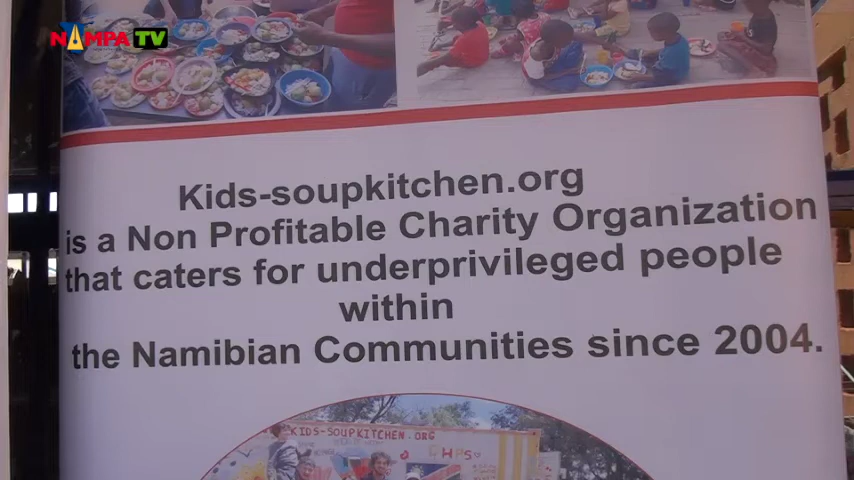 NAMPA TV
Kids-soupkitchen.org
is a Non Profitable Charity Organization
that caters for underprivileged people
within
the Namibian Communities since 2004.
KIDS-SOUPKITCHEN.ORG
DHPS